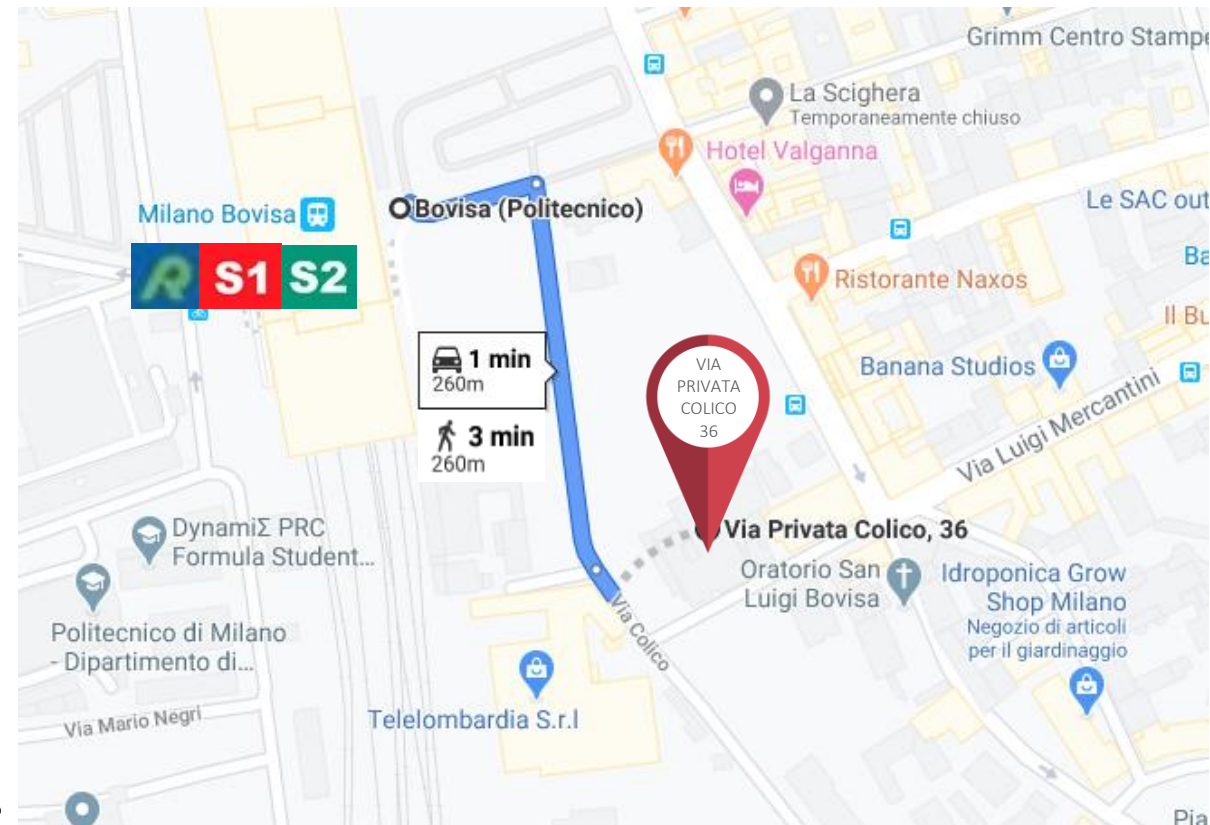 Grimm Centro Stampe
La Scighera
Temporaneamente chiuso
Hotel Valganna
Le SAC out
Milano Bovisa
Bovisa (Politecnico)
R S1 S2
Ba
Ristorante Naxos
Il Bu
1 min
260m
3 min
260m
VIA
PRIVATA
COLICO
36
Banana Studios
Via Luigi Mercantini
DynamiΣ PRC
Formula Student...
Via Privata Colico, 36
Oratorio San
Luigi Bovisa
Idroponica Grow
Shop Milano
Negozio di articoli
per il giardinaggio
Politecnico di Milano
- Dipartimento di...
Via Colico
Via Mario Negri
Telelombardia S.r.l
Pia